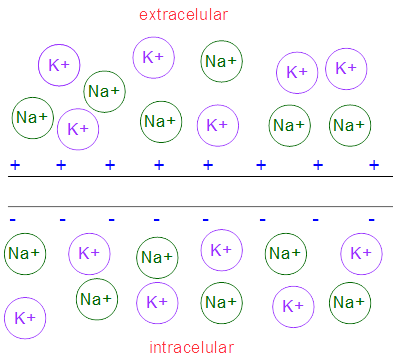 extracelular
K+ K+ Na+ K+ K+
Na+ Na+ K+ Na+ K+ Na+ Na+
+ + + + + + + +
- - - - - - - -
Na+ K+ Na+ K+ Na+ K+
K+ Na+ K+ Na+ K+ Na+
intracelular